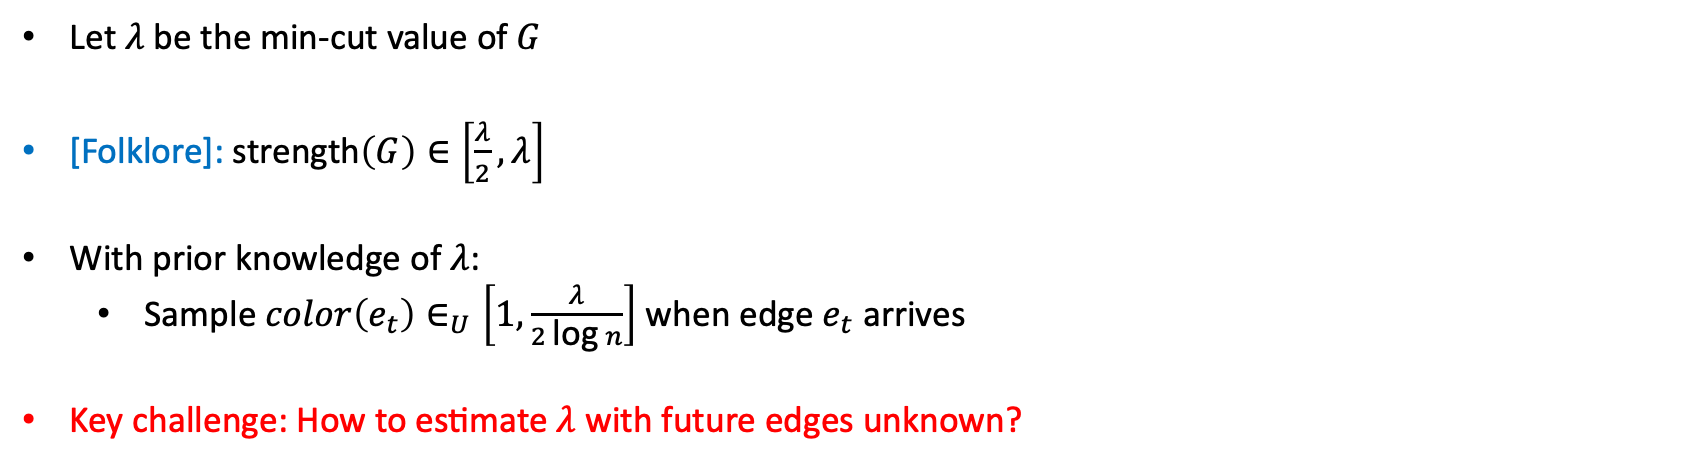 • Let λ be the min-cut value of G
• [Folklore]: strength(G) ∈ [λ/2, λ]
• With prior knowledge of λ:
• Sample color(e_t) ∈_U [1, λ/(2 log n)] when edge e_t arrives
• Key challenge: How to estimate λ with future edges unknown?